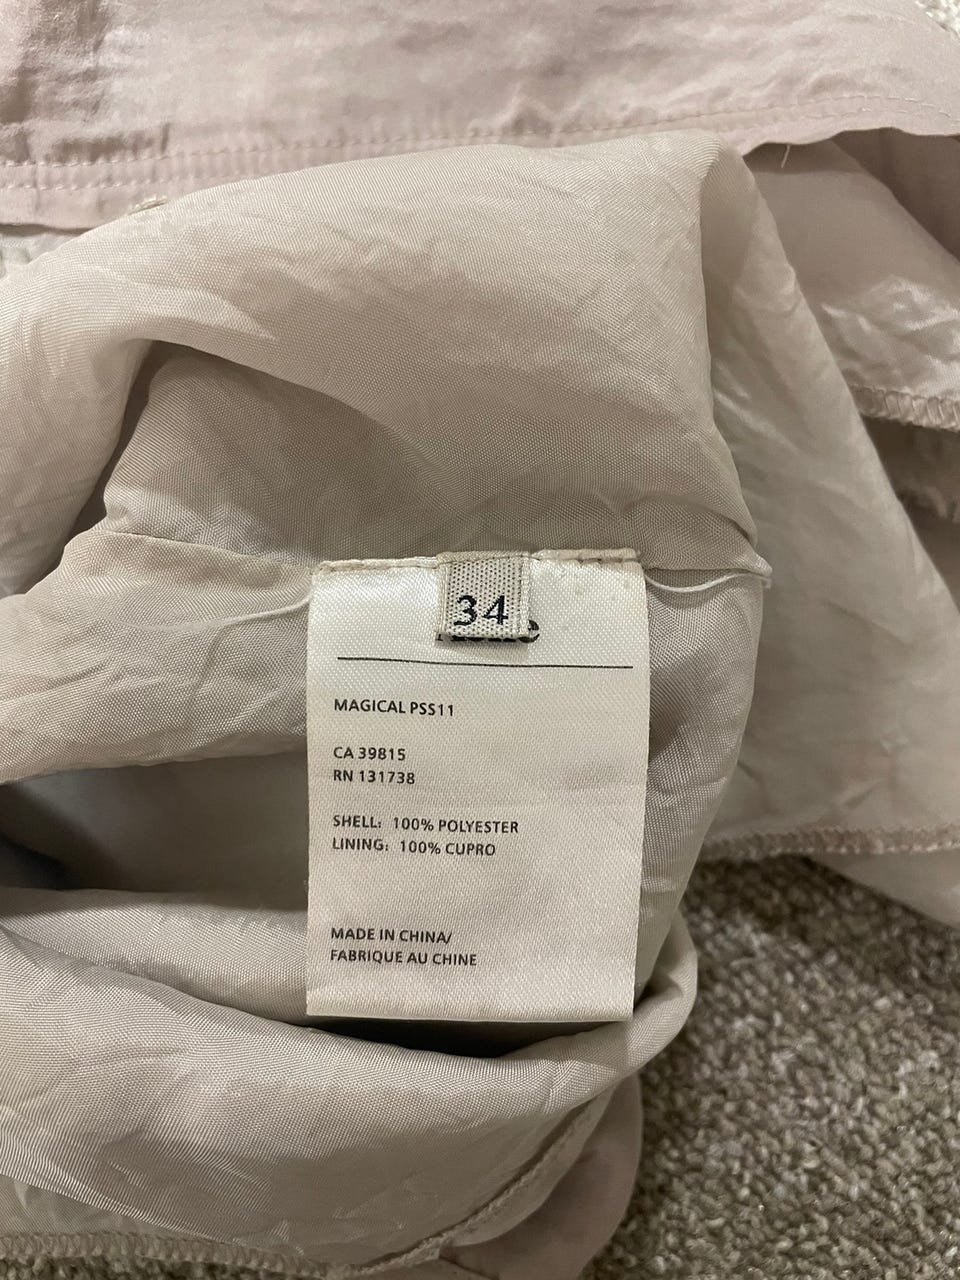 34
MAGICAL PSS11
CA 39815
RN 131738
SHELL: 100% POLYESTER
LINING: 100% CUPRO
MADE IN CHINA/
FABRIQUE AU CHINE